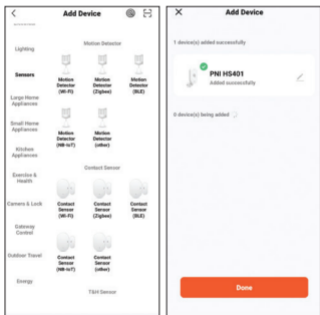 Add Device
Lighting
Sensors
Large Home
Appliances
Small Home
Appliances
Kitchen
Appliances
Exercise &
Health
Camera & Lock
Gateway
Control
Outdoor Travel
Energy
Motion Detector
Motion
Detector
(Wi-Fi)
Motion
Detector
(Zigbee)
Motion
Detector
(BLE)
Motion
Detector
(NB-IoT)
Motion
Detector
(other)
Contact Sensor
Contact
Sensor
(Wi-Fi)
Contact
Sensor
(Zigbee)
Contact
Sensor
(BLE)
Contact
Sensor
(NB-IoT)
Contact
Sensor
(other)
T&H Sensor
Add Device
1 device(s) added successfully
PNI HS401
Added successfully
0 device(s) being added
Done